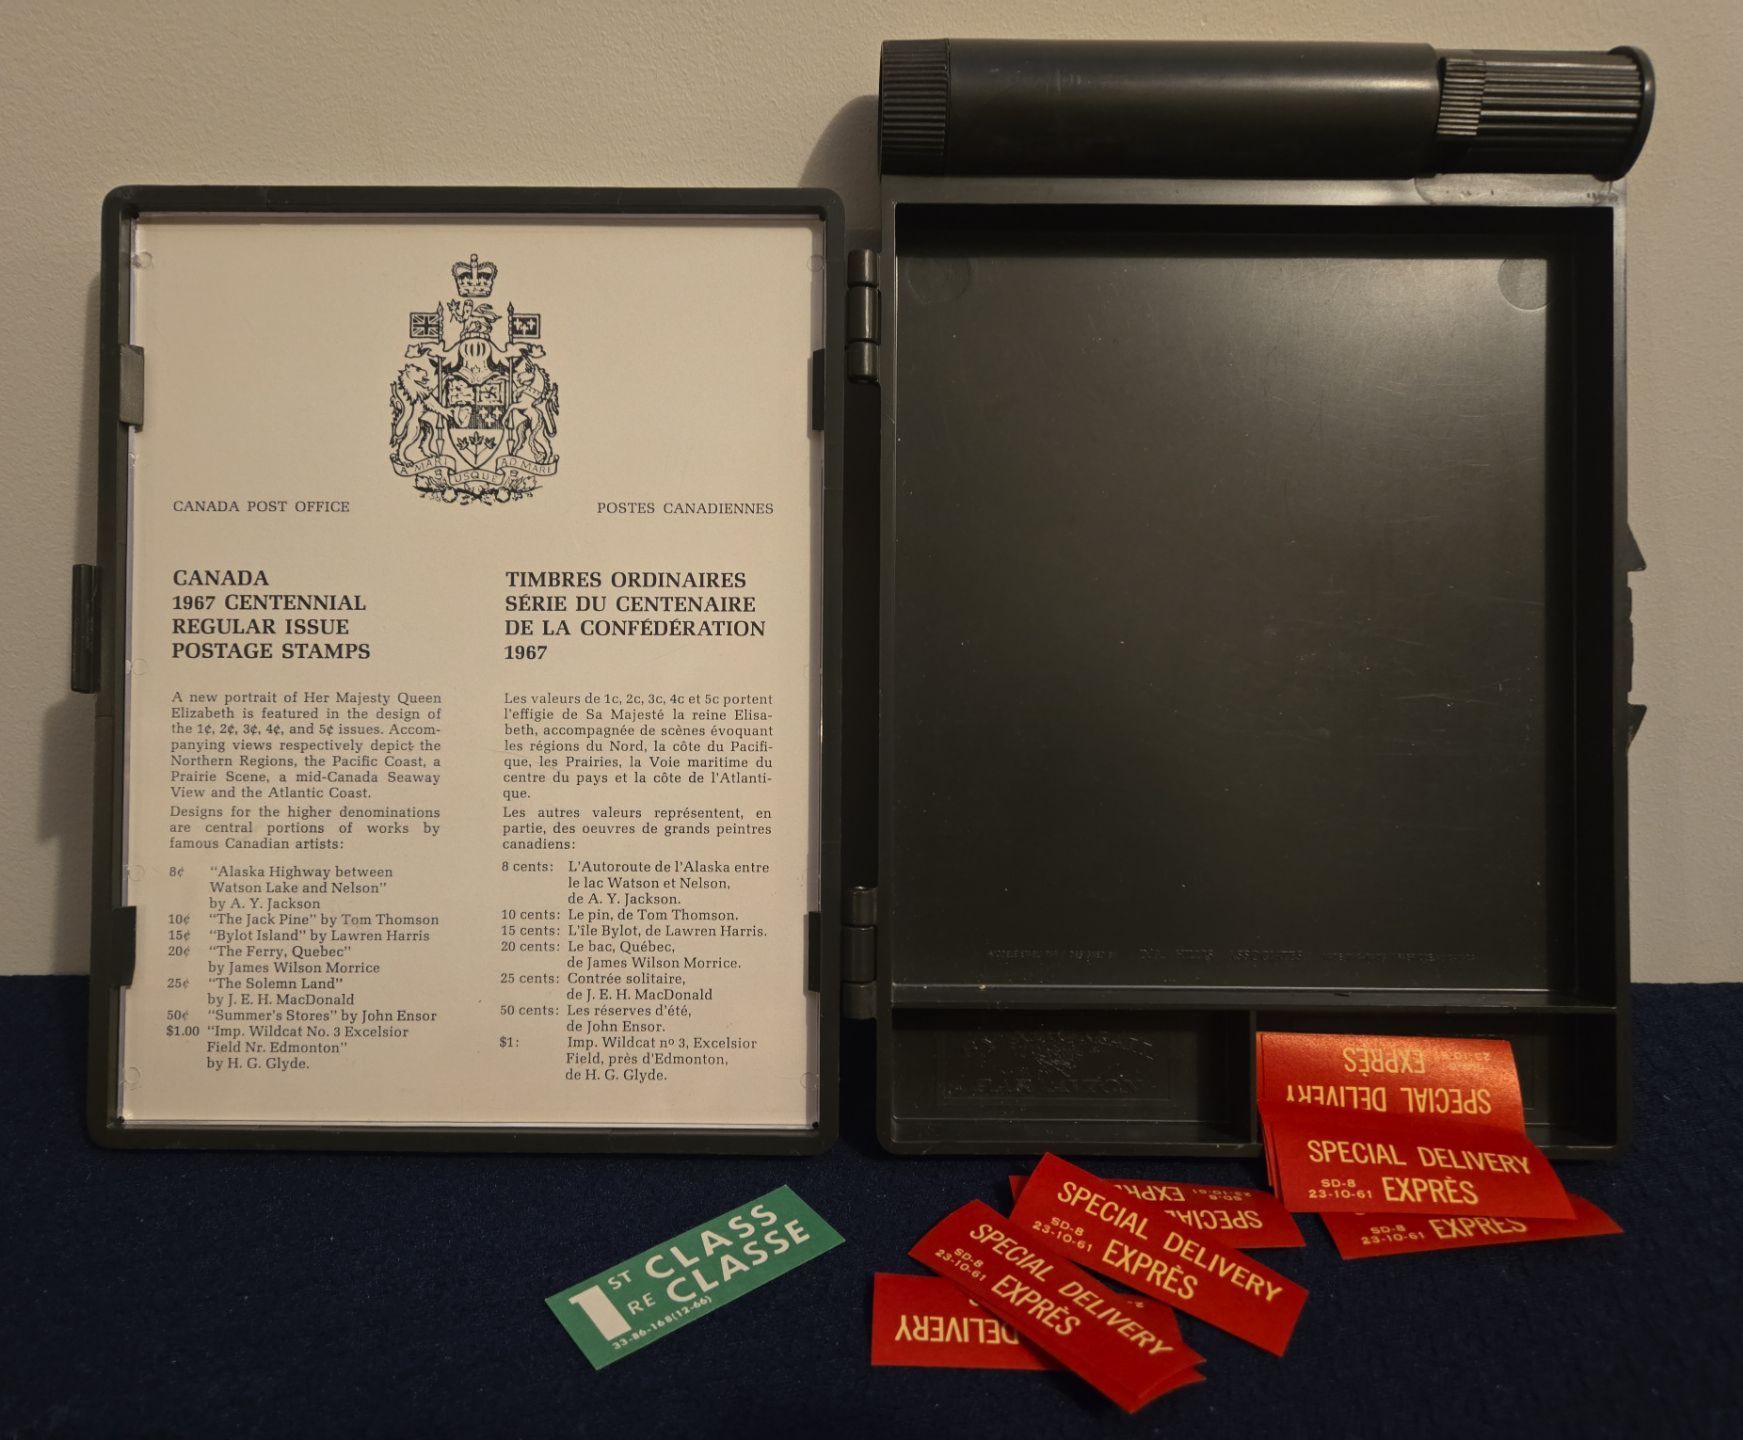 A MARI USQUE AD MARE
CANADA POST OFFICE
POSTES CANADIENNES
CANADA
1967 CENTENNIAL
REGULAR ISSUE
POSTAGE STAMPS
A new portrait of Her Majesty Queen
Elizabeth is featured in the design of
the 1¢, 2¢, 3¢, 4¢, and 5¢ issues. Accom-
panying views respectively depict the
Northern Regions, the Pacific Coast, a
Prairie Scene, a mid-Canada Seaway
View and the Atlantic Coast.
Designs for the higher denominations
are central portions of works by
famous Canadian artists:
8¢ "Alaska Highway between
Watson Lake and Nelson"
by A. Y. Jackson
10¢ "The Jack Pine" by Tom Thomson
15¢ "Bylot Island" by Lawren Harris
20¢ "The Ferry, Quebec"
by James Wilson Morrice
25¢ "The Solemn Land"
by J. E. H. MacDonald
50¢ "Summer's Stores" by John Ensor
$1.00 "Imp. Wildcat No. 3 Excelsior
Field Nr. Edmonton"
by H. G. Glyde.
TIMBRES ORDINAIRES
SÉRIE DU CENTENAIRE
DE LA CONFÉDÉRATION
1967
Les valeurs de 1c, 2c, 3c, 4c et 5c portent
l'effigie de Sa Majesté la reine Elisa-
beth, accompagnée de scènes évoquant
les régions du Nord, la côte du Pacifi-
que, les Prairies, la Voie maritime du
centre du pays et la côte de l'Atlanti-
que.
Les autres valeurs représentent, en
partie, des oeuvres de grands peintres
canadiens:
8 cents: L'Autoroute de l'Alaska entre
le lac Watson et Nelson,
de A. Y. Jackson.
10 cents: Le pin, de Tom Thomson.
15 cents: L'île Bylot, de Lawren Harris.
20 cents: Le bac, Québec,
de James Wilson Morrice.
25 cents: Contrée solitaire,
de J. E. H. MacDonald
50 cents: Les réserves d'été,
de John Ensor.
$1: Imp. Wildcat nº 3, Excelsior
Field, près d'Edmonton,
de H. G. Glyde.
ASSOCIATES
SPECIAL DELIVERY
EXPRÈS
23-10-61
SPECIAL DELIVERY
SD-8
23-10-61 EXPRÈS
SD-8
23-10-61 EXPRÈS
SPECIAL
EXPRÈ
SD-8
23-10-61
SPECIAL DELIVERY
SD-8
23-10-61 EXPRÈS
SPECIAL DELIVERY
SD-8
23-10-61 EXPRÈS
DELIVERY
1ST CLASS
RE CLASSE
33-86-168(12-66)